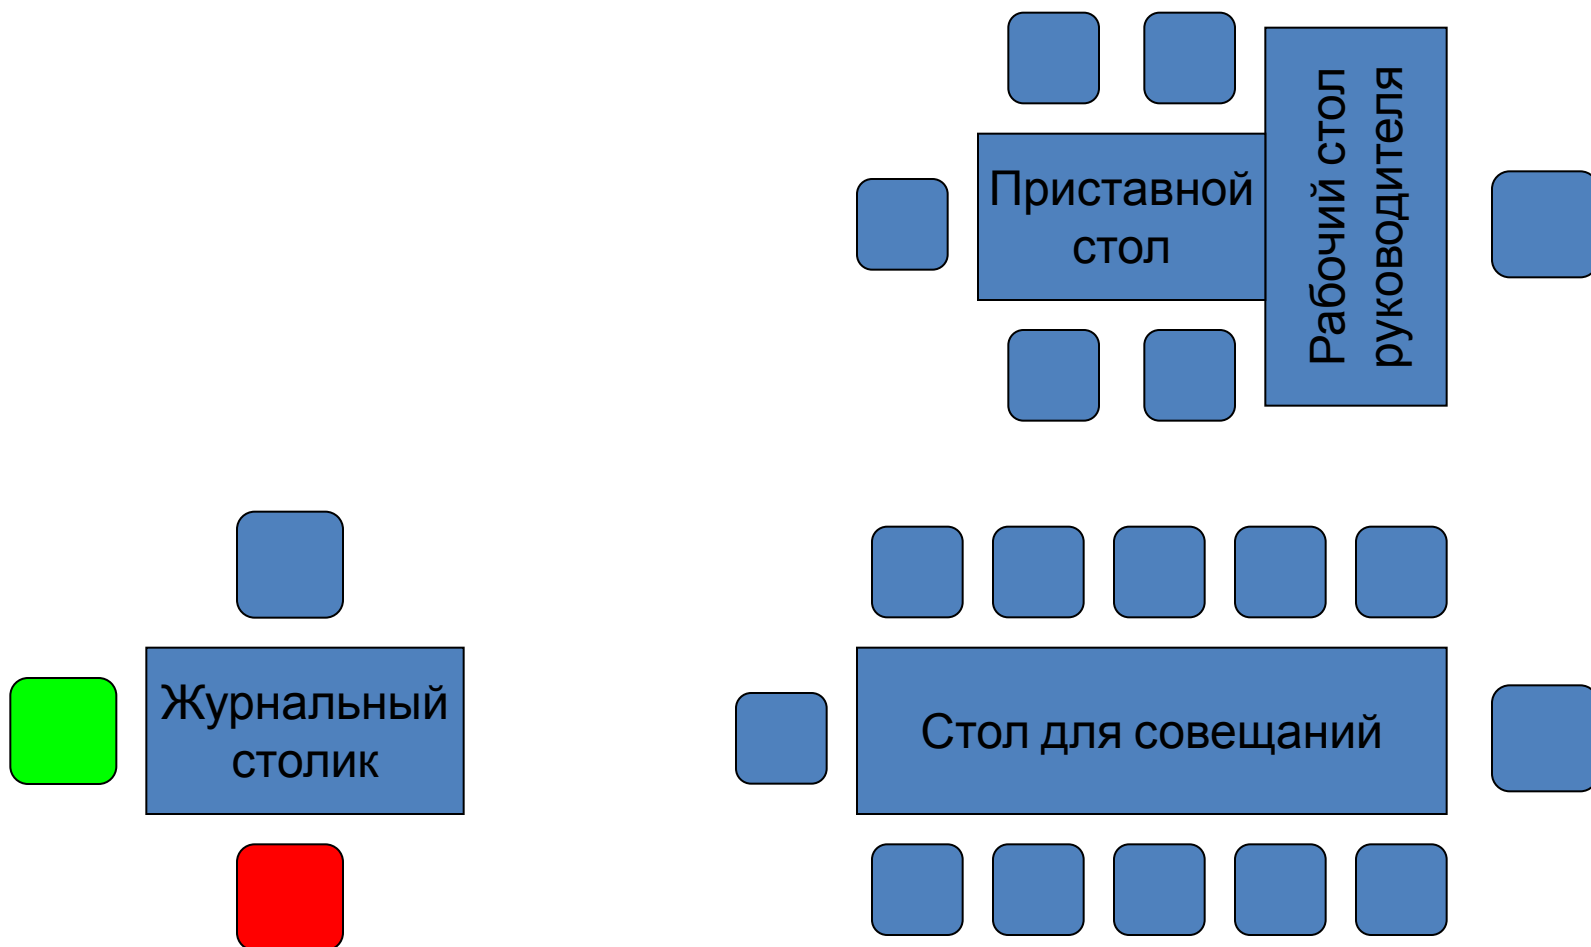 Приставной
стол
Рабочий стол
руководителя
Журнальный
столик
Стол для совещаний